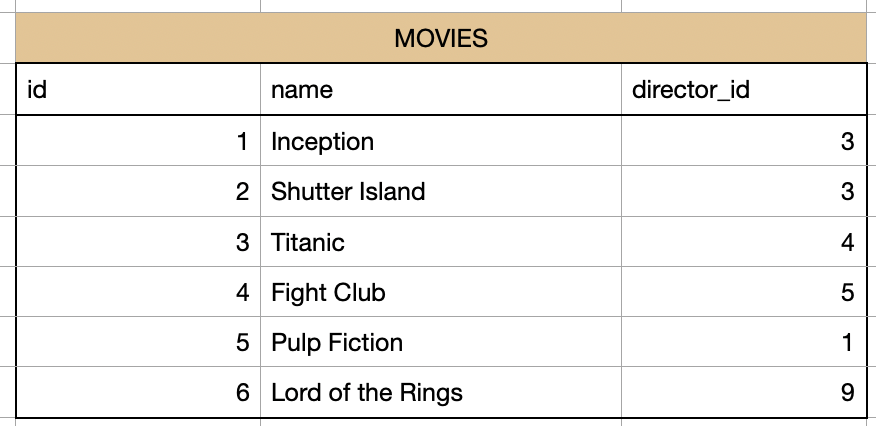 MOVIES
id name director_id
1 Inception 3
2 Shutter Island 3
3 Titanic 4
4 Fight Club 5
5 Pulp Fiction 1
6 Lord of the Rings 9